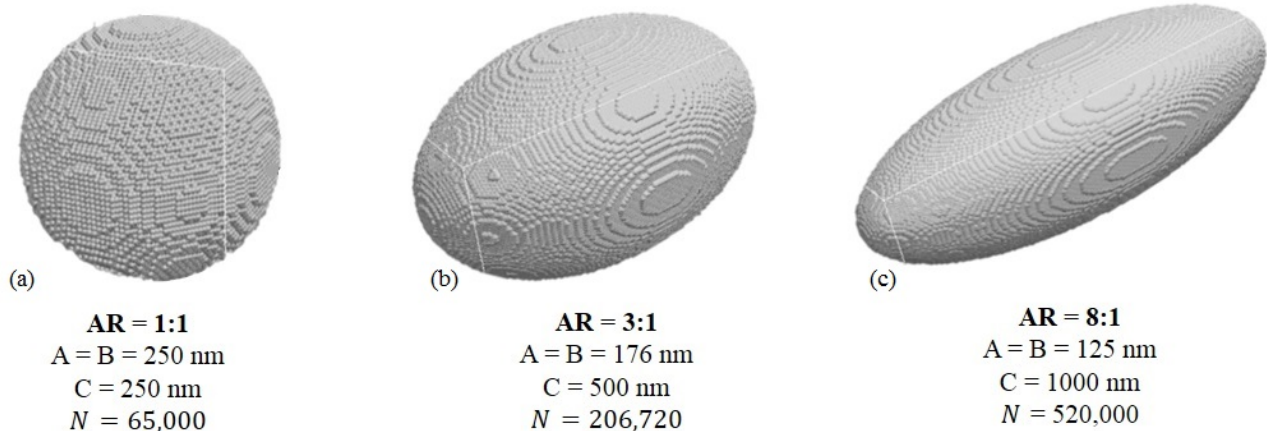 (a)
AR = 1:1
A = B = 250 nm
C = 250 nm
N = 65,000
(b)
AR = 3:1
A = B = 176 nm
C = 500 nm
N = 206,720
(c)
AR = 8:1
A = B = 125 nm
C = 1000 nm
N = 520,000